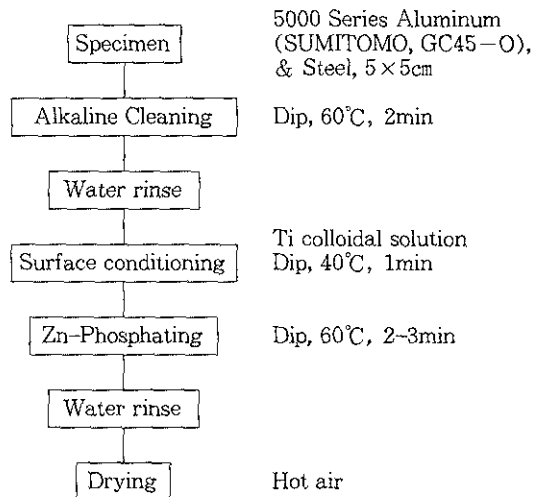 Specimen
5000 Series Aluminum
(SUMITOMO, GC45-O),
& Steel, 5×5cm
Alkaline Cleaning
Dip, 60℃, 2min
Water rinse
Surface conditioning
Ti colloidal solution
Dip, 40℃, 1min
Zn-Phosphating
Dip, 60℃, 2-3min
Water rinse
Drying
Hot air